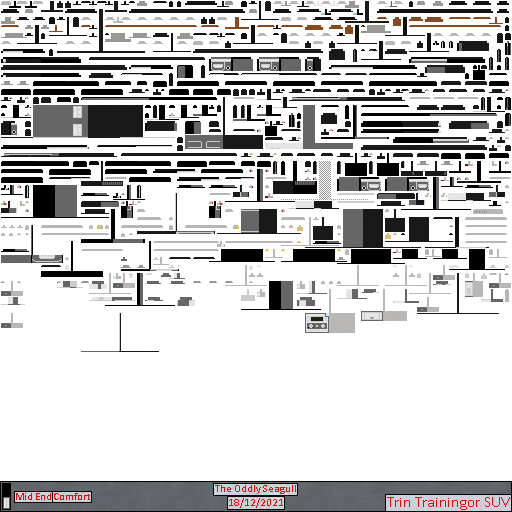 The Oddly Seagull
Mid End Comfort
18/12/2021
Trin Trainingor SUV